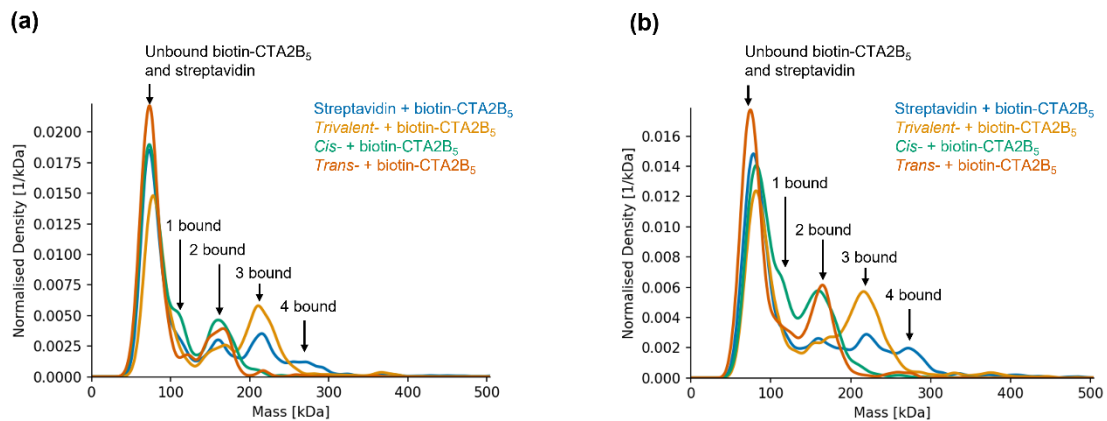 (a)
Unbound biotin-CTA2B₅
and streptavidin
Streptavidin + biotin-CTA2B₅
Trivalent- + biotin-CTA2B₅
Cis- + biotin-CTA2B₅
Trans- + biotin-CTA2B₅
1 bound
2 bound
3 bound
4 bound
Normalised Density [1/kDa]
0.0200
0.0175
0.0150
0.0125
0.0100
0.0075
0.0050
0.0025
0.0000
0 100 200 300 400 500
Mass [kDa]
(b)
Unbound biotin-CTA2B₅
and streptavidin
Streptavidin + biotin-CTA2B₅
Trivalent- + biotin-CTA2B₅
Cis- + biotin-CTA2B₅
Trans- + biotin-CTA2B₅
1 bound
2 bound
3 bound
4 bound
Normalised Density [1/kDa]
0.016
0.014
0.012
0.010
0.008
0.006
0.004
0.002
0.000
0 100 200 300 400 500
Mass [kDa]